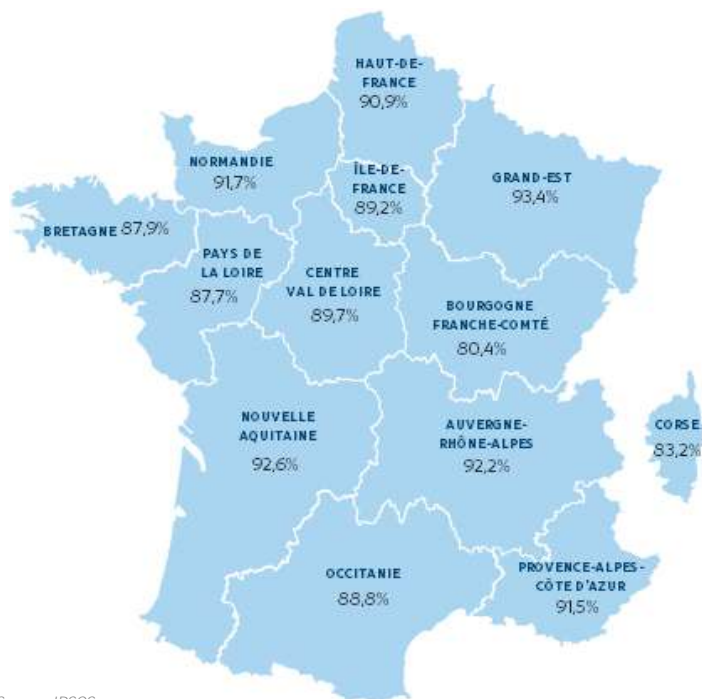 HAUT-DE-
FRANCE
90,9%
NORMANDIE
91,7%
ÎLE-DE-
FRANCE
89,2%
GRAND-EST
93,4%
BRETAGNE 87,9%
PAYS DE
LA LOIRE
87,7%
CENTRE
VAL DE LOIRE
89,7%
BOURGOGNE
FRANCHE-COMTÉ
80,4%
NOUVELLE
AQUITAINE
92,6%
AUVERGNE-
RHÔNE-ALPES
92,2%
CORSE
83,2%
OCCITANIE
88,8%
PROVENCE-ALPES-
CÔTE D'AZUR
91,5%